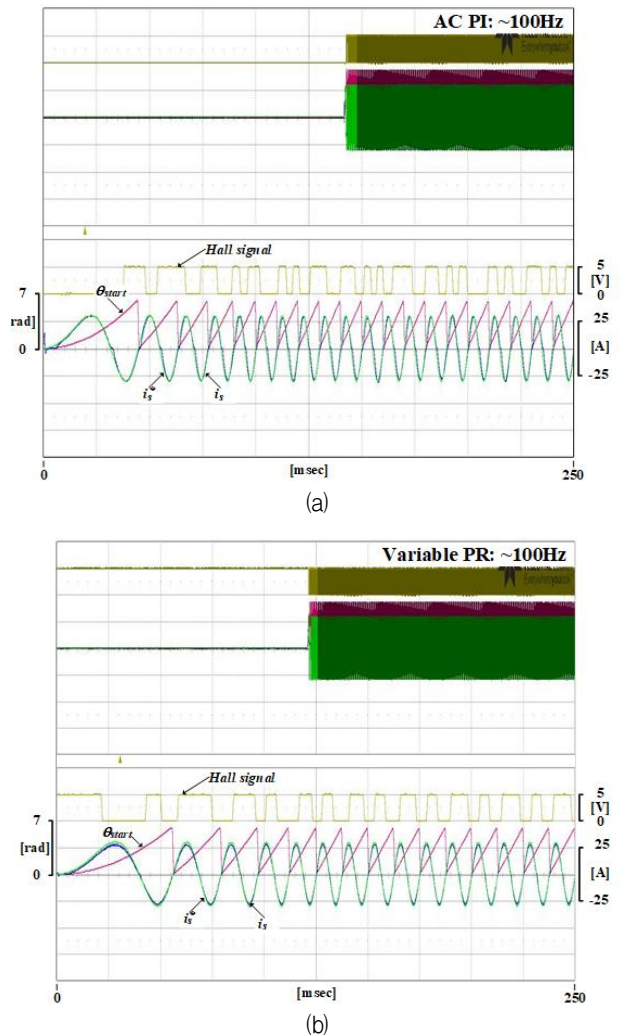 AC PI: ~100Hz
Hall signal
θstart
5
[V]
0
7
rad]
0
25
[A]
-25
is*
is
0
[msec]
250
(a)
Variable PR: ~100Hz
Hall signal
θstart
5
[V]
0
7
[rad]
0
25
[A]
-25
is*
is
0
[msec]
250
(b)